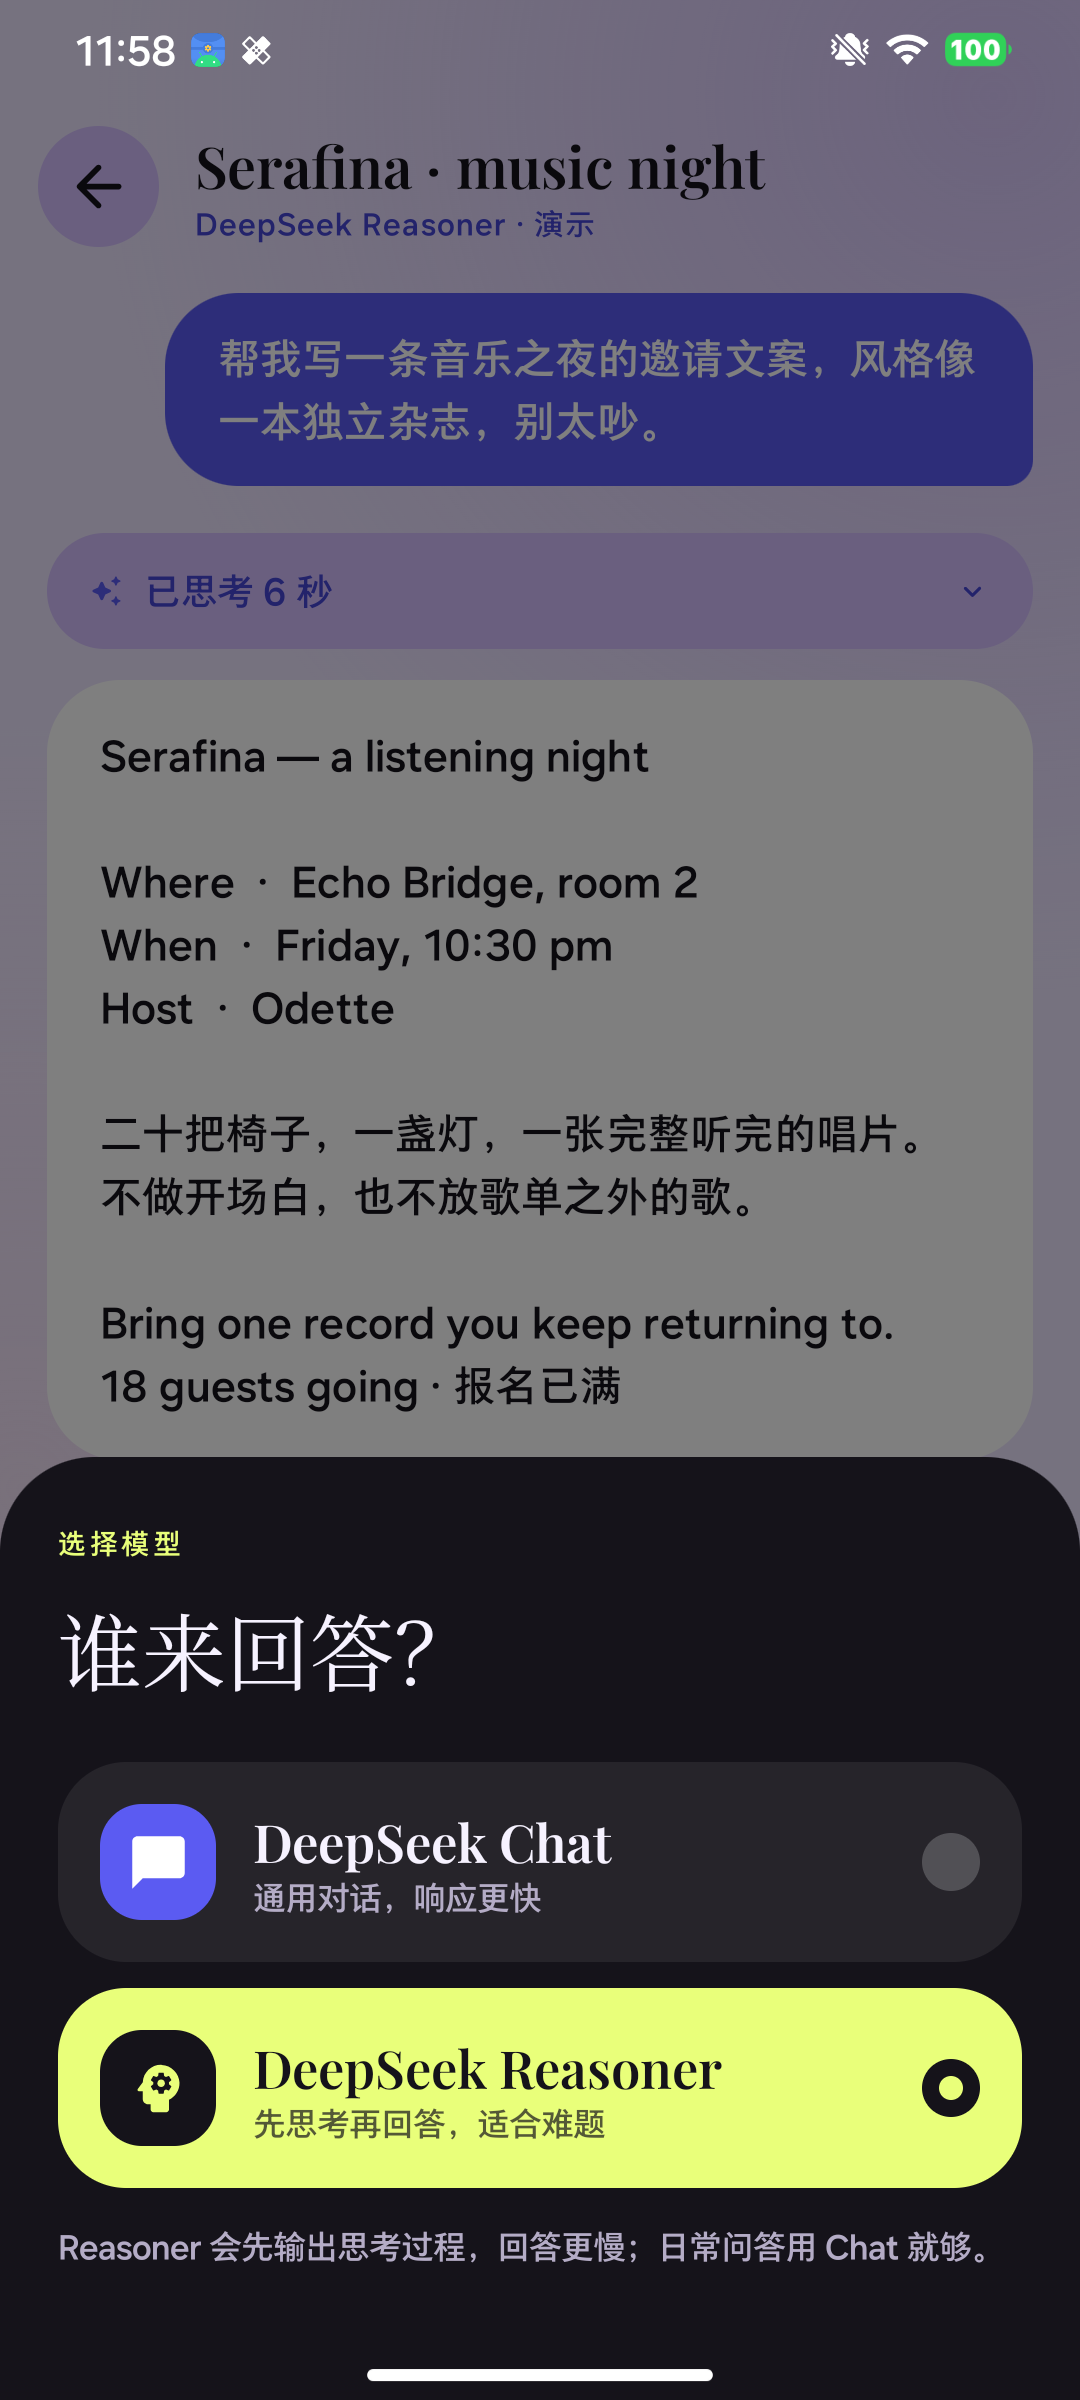 11:58
100
Serafina · music night
DeepSeek Reasoner · 演示
帮我写一条音乐之夜的邀请文案，风格像
一本独立杂志，别太吵。
已思考 6 秒
Serafina — a listening night
Where · Echo Bridge, room 2
When · Friday, 10:30 pm
Host · Odette
二十把椅子，一盏灯，一张完整听完的唱片。
不做开场白，也不放歌单之外的歌。
Bring one record you keep returning to.
18 guests going · 报名已满
选择模型
谁来回答？
DeepSeek Chat
通用对话，响应更快
DeepSeek Reasoner
先思考再回答，适合难题
Reasoner 会先输出思考过程，回答更慢；日常问答用 Chat 就够。